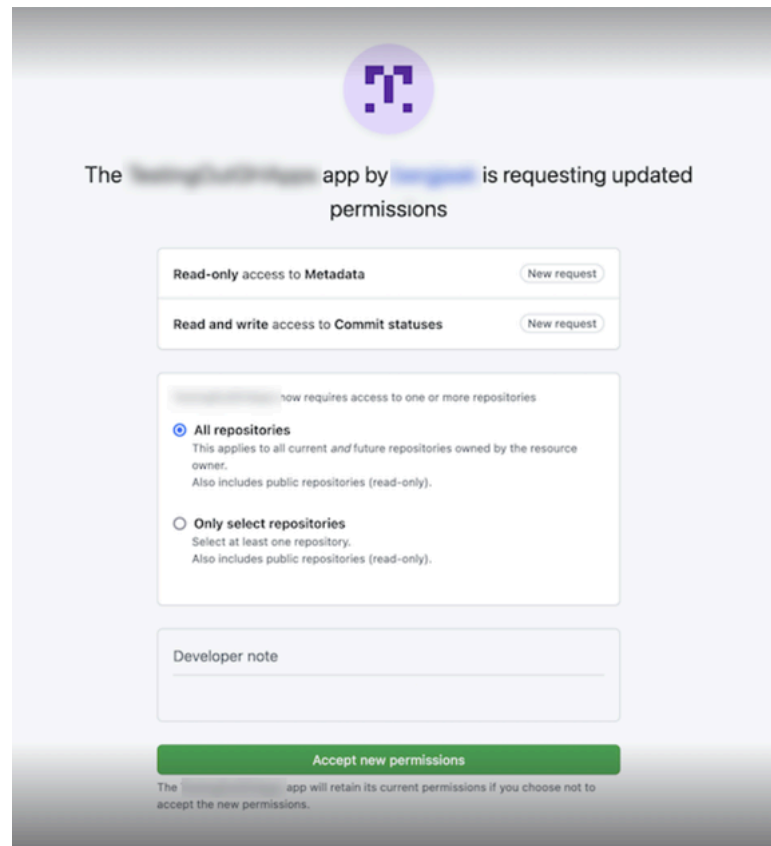 The app by is requesting updated
permissions
Read-only access to Metadata
New request
Read and write access to Commit statuses
New request
now requires access to one or more repositories
All repositories
This applies to all current and future repositories owned by the resource
owner.
Also includes public repositories (read-only).
Only select repositories
Select at least one repository.
Also includes public repositories (read-only).
Developer note
Accept new permissions
The app will retain its current permissions if you choose not to
accept the new permissions.